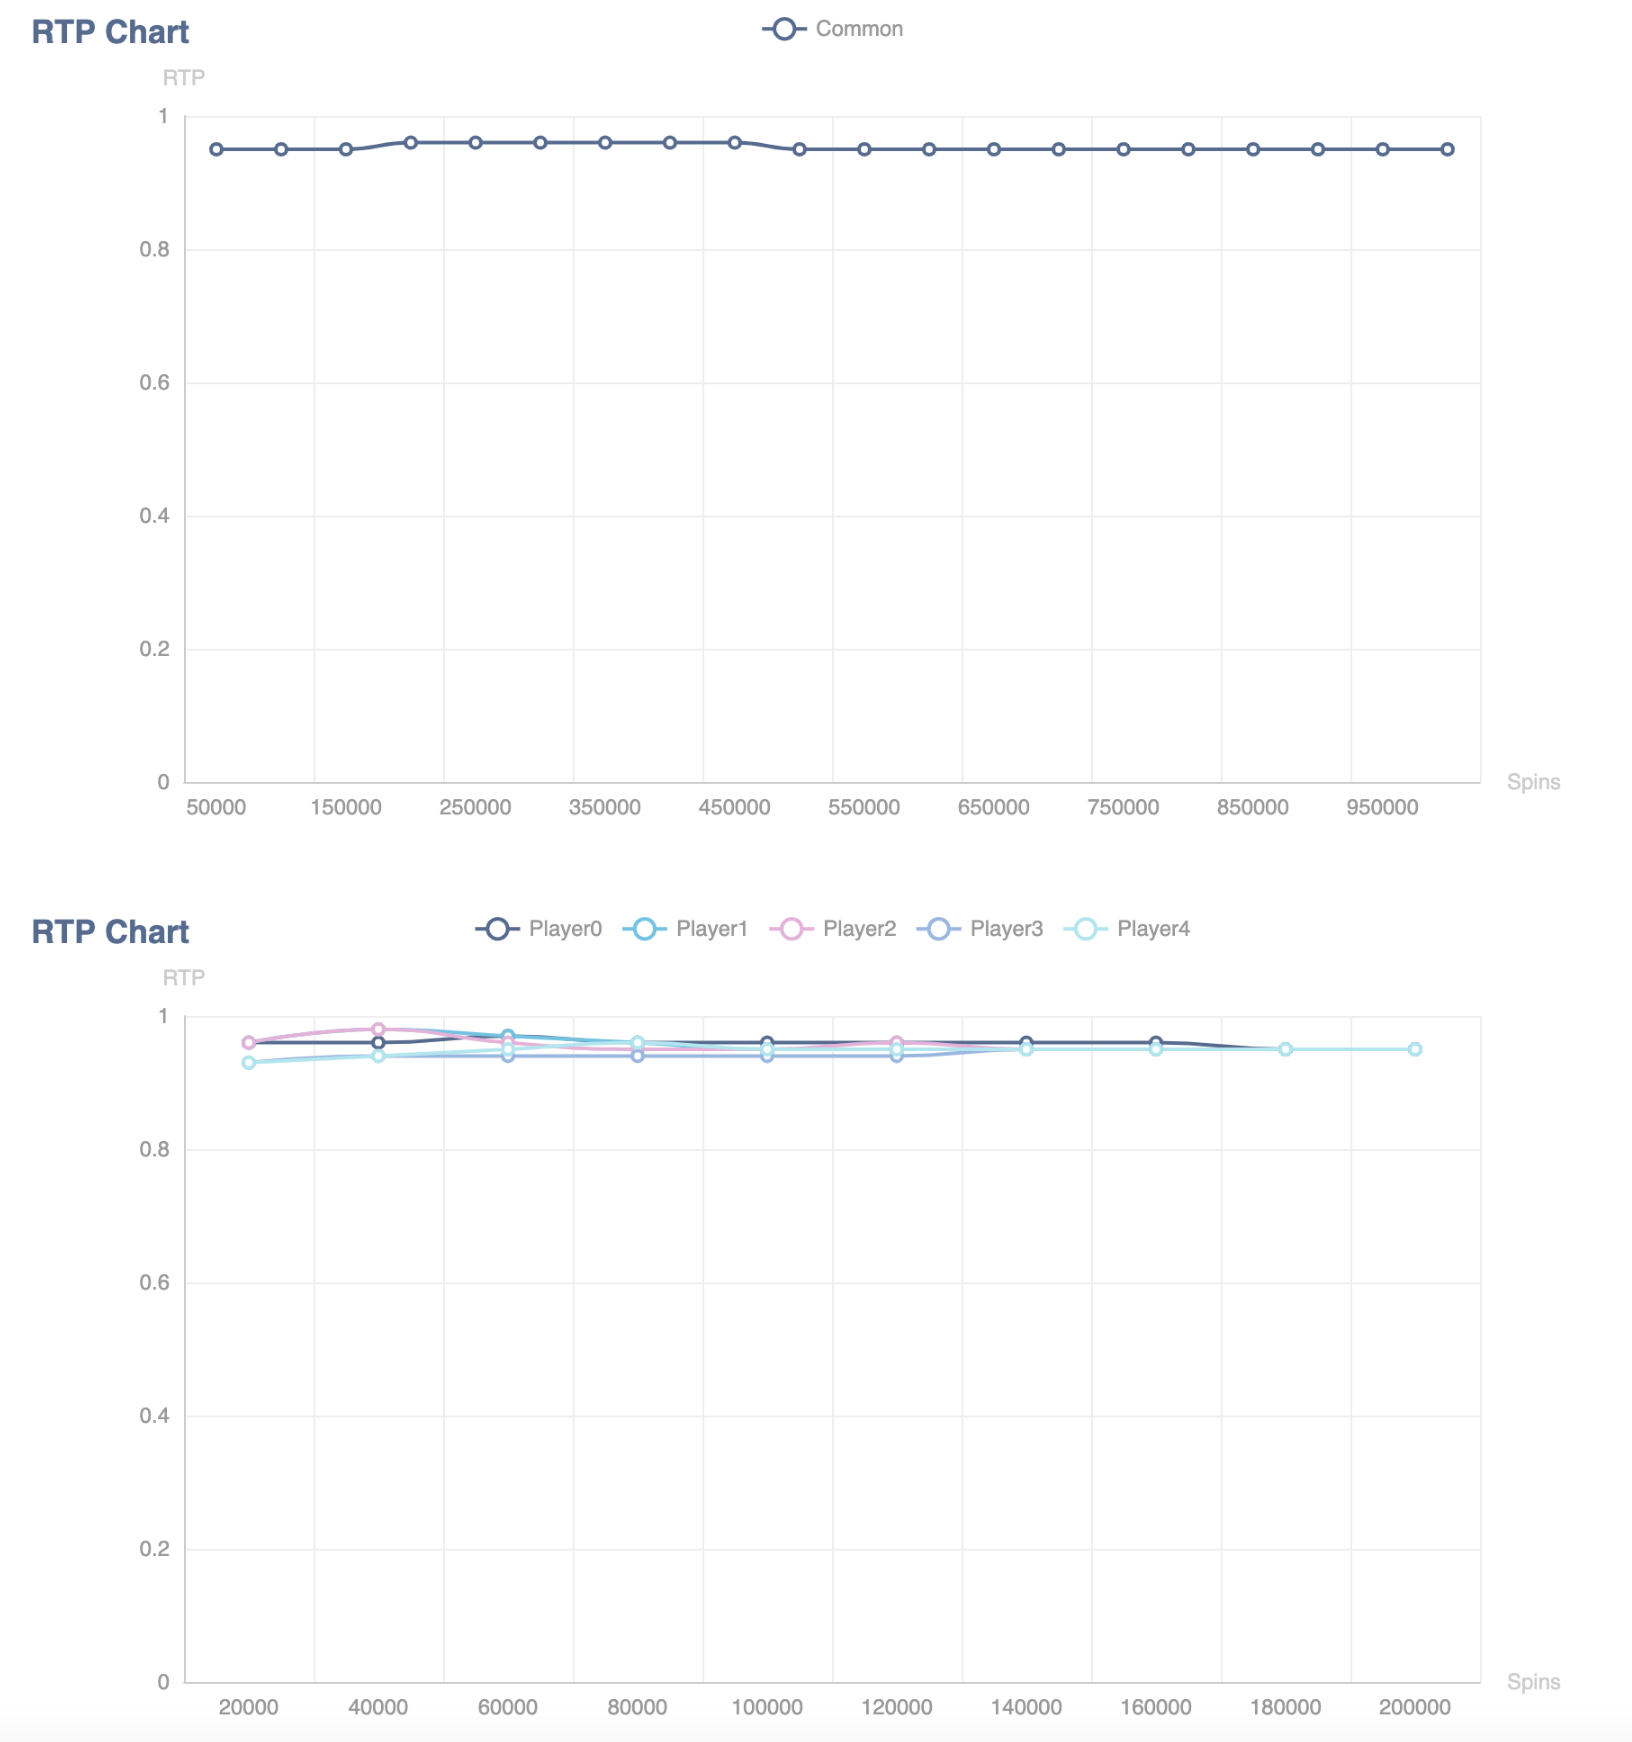 RTP Chart
Common
RTP
1
0.8
0.6
0.4
0.2
0
Spins
50000 150000 250000 350000 450000 550000 650000 750000 850000 950000
RTP Chart
Player0 Player1 Player2 Player3 Player4
RTP
1
0.8
0.6
0.4
0.2
0
Spins
20000 40000 60000 80000 100000 120000 140000 160000 180000 200000